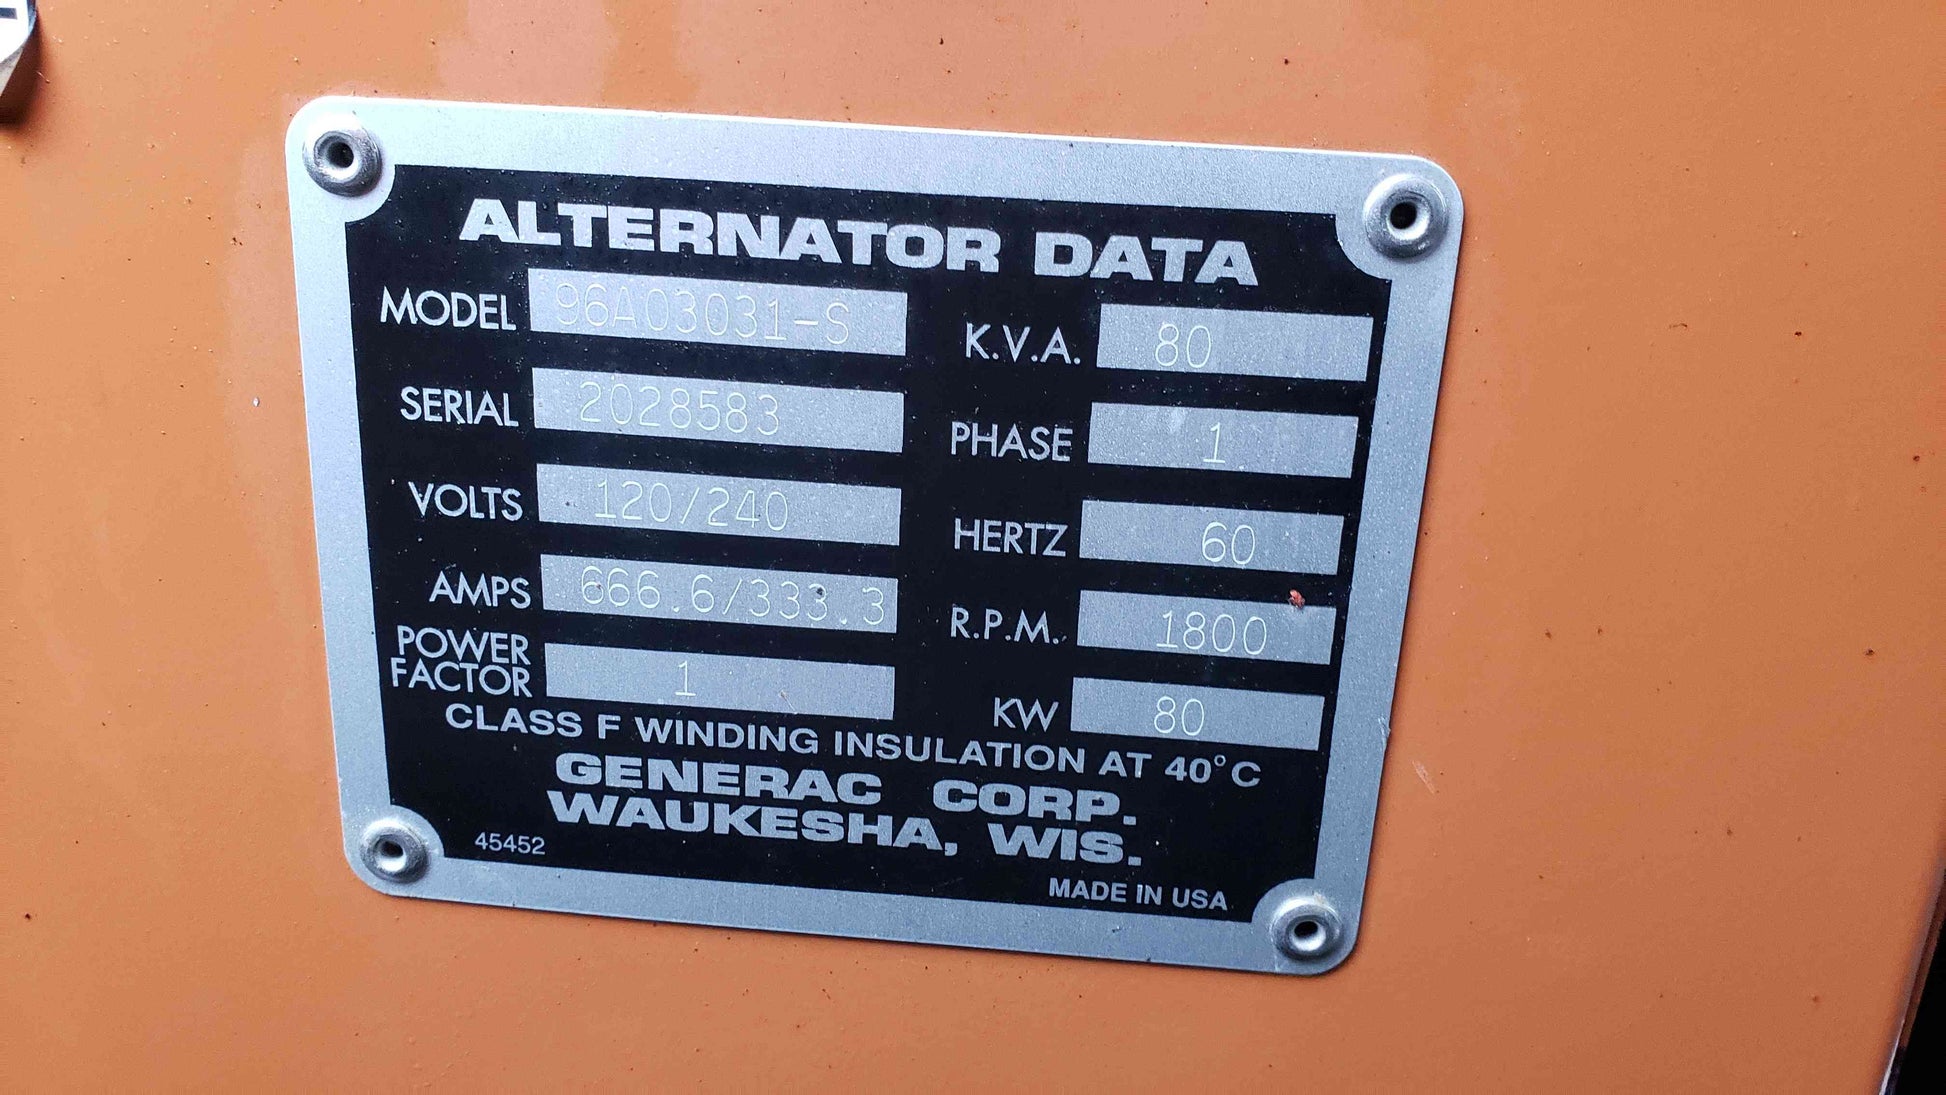 ALTERNATOR DATA
MODEL 96A03031-S
K.V.A. 80
SERIAL 2028583
PHASE 1
VOLTS 120/240
HERTZ 60
AMPS 666.6/333.3
R.P.M. 1800
POWER
FACTOR 1
KW 80
CLASS F WINDING INSULATION AT 40°C
GENERAC CORP.
WAUKESHA, WIS.
45452
MADE IN USA